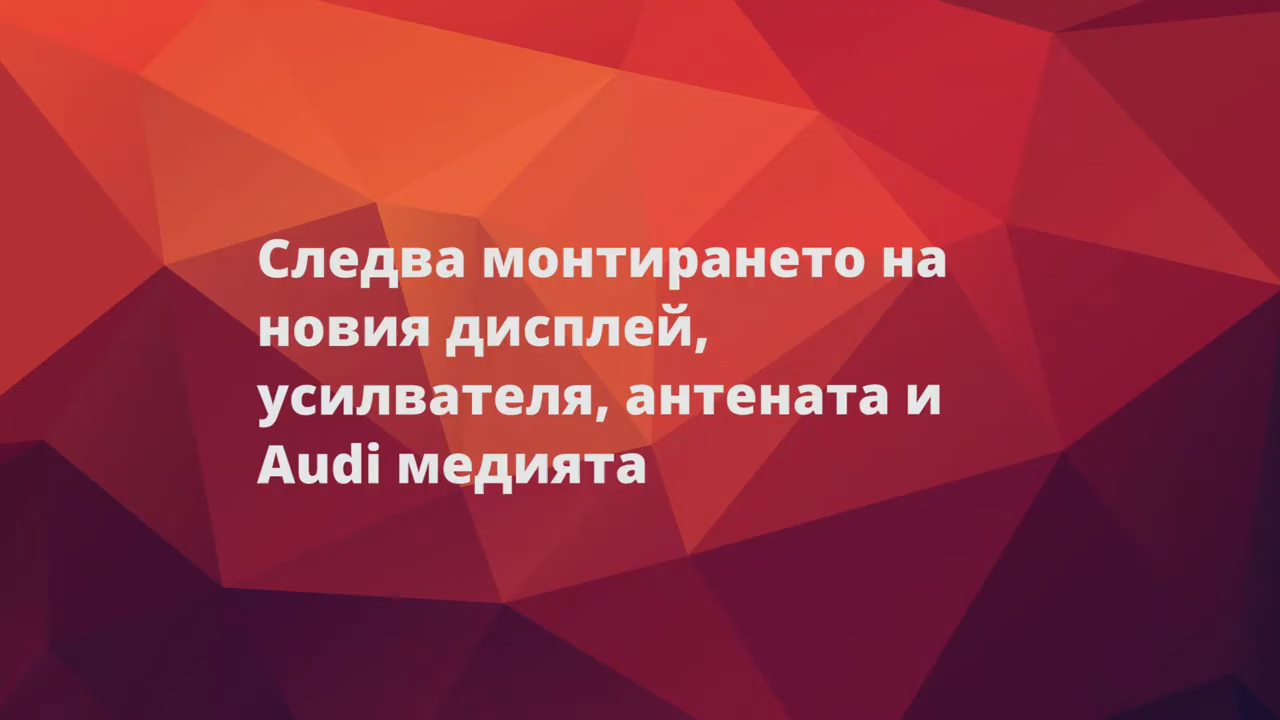 Следва монтирането на
новия дисплей,
усилвателя, антената и
Audi медията